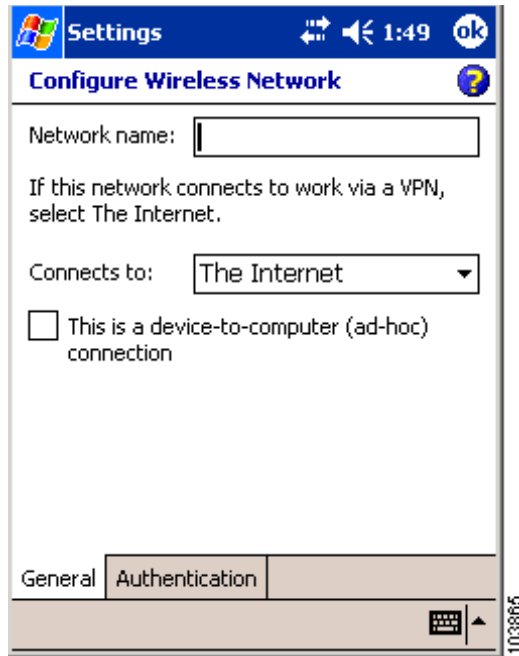 Settings 1:49 ok
Configure Wireless Network ?
Network name:
If this network connects to work via a VPN,
select The Internet.
Connects to: The Internet
This is a device-to-computer (ad-hoc)
connection
General Authentication
103865